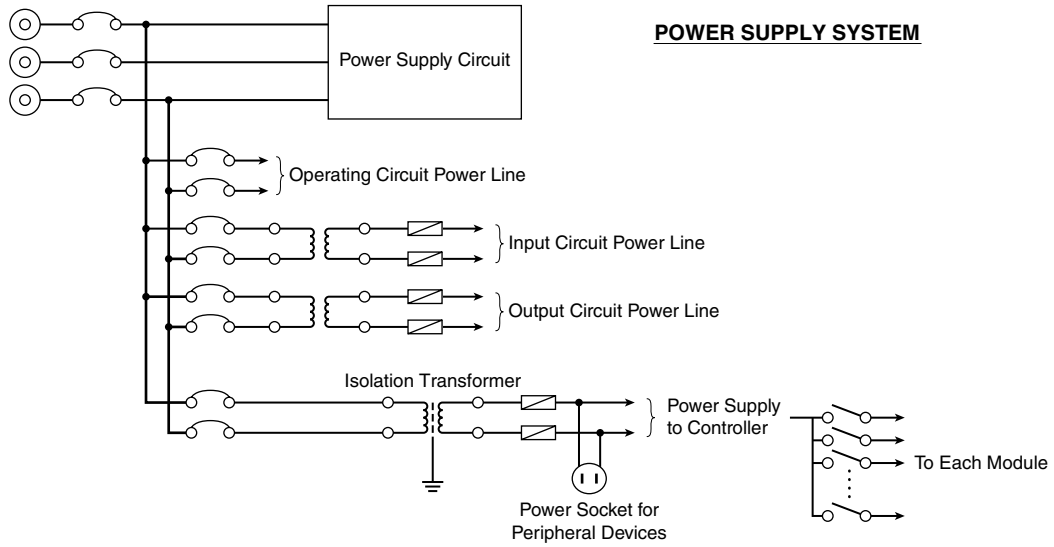 POWER SUPPLY SYSTEM
Power Supply Circuit
Operating Circuit Power Line
Input Circuit Power Line
Output Circuit Power Line
Isolation Transformer
Power Supply
to Controller
To Each Module
Power Socket for
Peripheral Devices